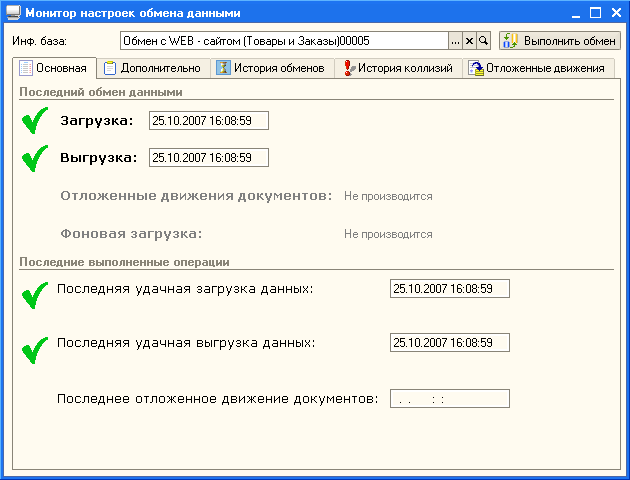 Монитор настроек обмена данными
Инф. база: Обмен с WEB - сайтом (Товары и Заказы)00005 ... × Выполнить обмен
Основная Дополнительно История обменов История коллизий Отложенные движения
Последний обмен данными
Загрузка: 25.10.2007 16:08:59
Выгрузка: 25.10.2007 16:08:59
Отложенные движения документов: Не производится
Фоновая загрузка: Не производится
Последние выполненные операции
Последняя удачная загрузка данных: 25.10.2007 16:08:59
Последняя удачная выгрузка данных: 25.10.2007 16:08:59
Последнее отложенное движение документов: . . : :